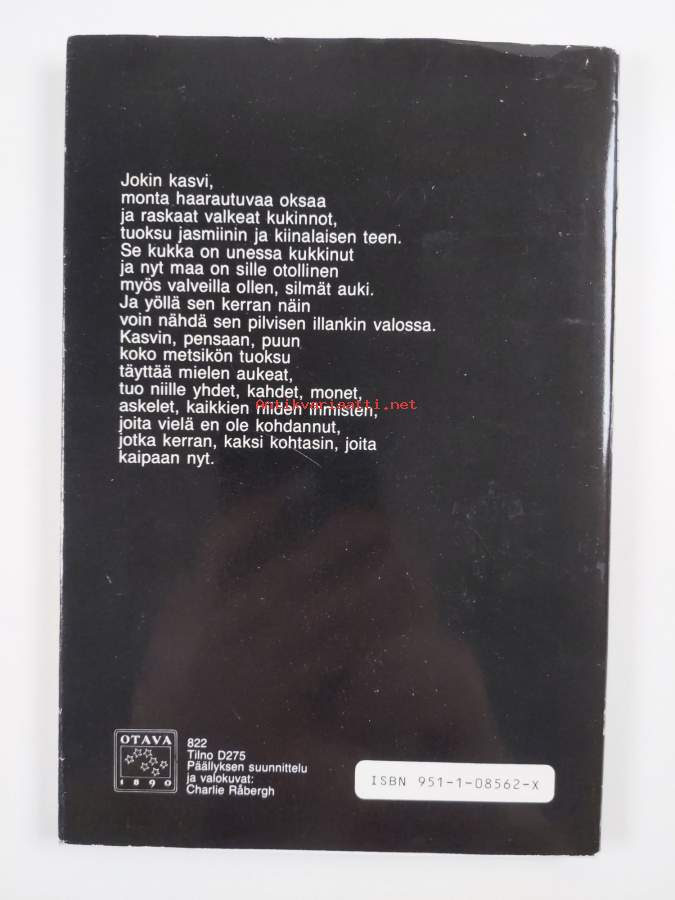 Jokin kasvi,
monta haarautuvaa oksaa
ja raskaat valkeat kukinnot,
tuoksu jasmiinin ja kiinalaisen teen.
Se kukka on unessa kukkinut
ja nyt maa on sille otollinen
myös valveilla ollen, silmät auki.
Ja yöllä sen kerran näin
voin nähdä sen pilvisen illankin valossa.
Kasvin, pensaan, puun
koko metsikön tuoksu
täyttää mielen aukeat,
tuo niille yhdet, kahdet, monet
askelet, kaikkien niiden ihmisten,
Antikvariaatti.net
joita vielä en ole kohdannut,
jotka kerran, kaksi kohtasin, joita
kaipaan nyt.
OTAVA
1890
822
Tilno D275
Päällyksen suunnittelu
ja valokuvat:
Charlie Råbergh
ISBN 951-1-08562-X